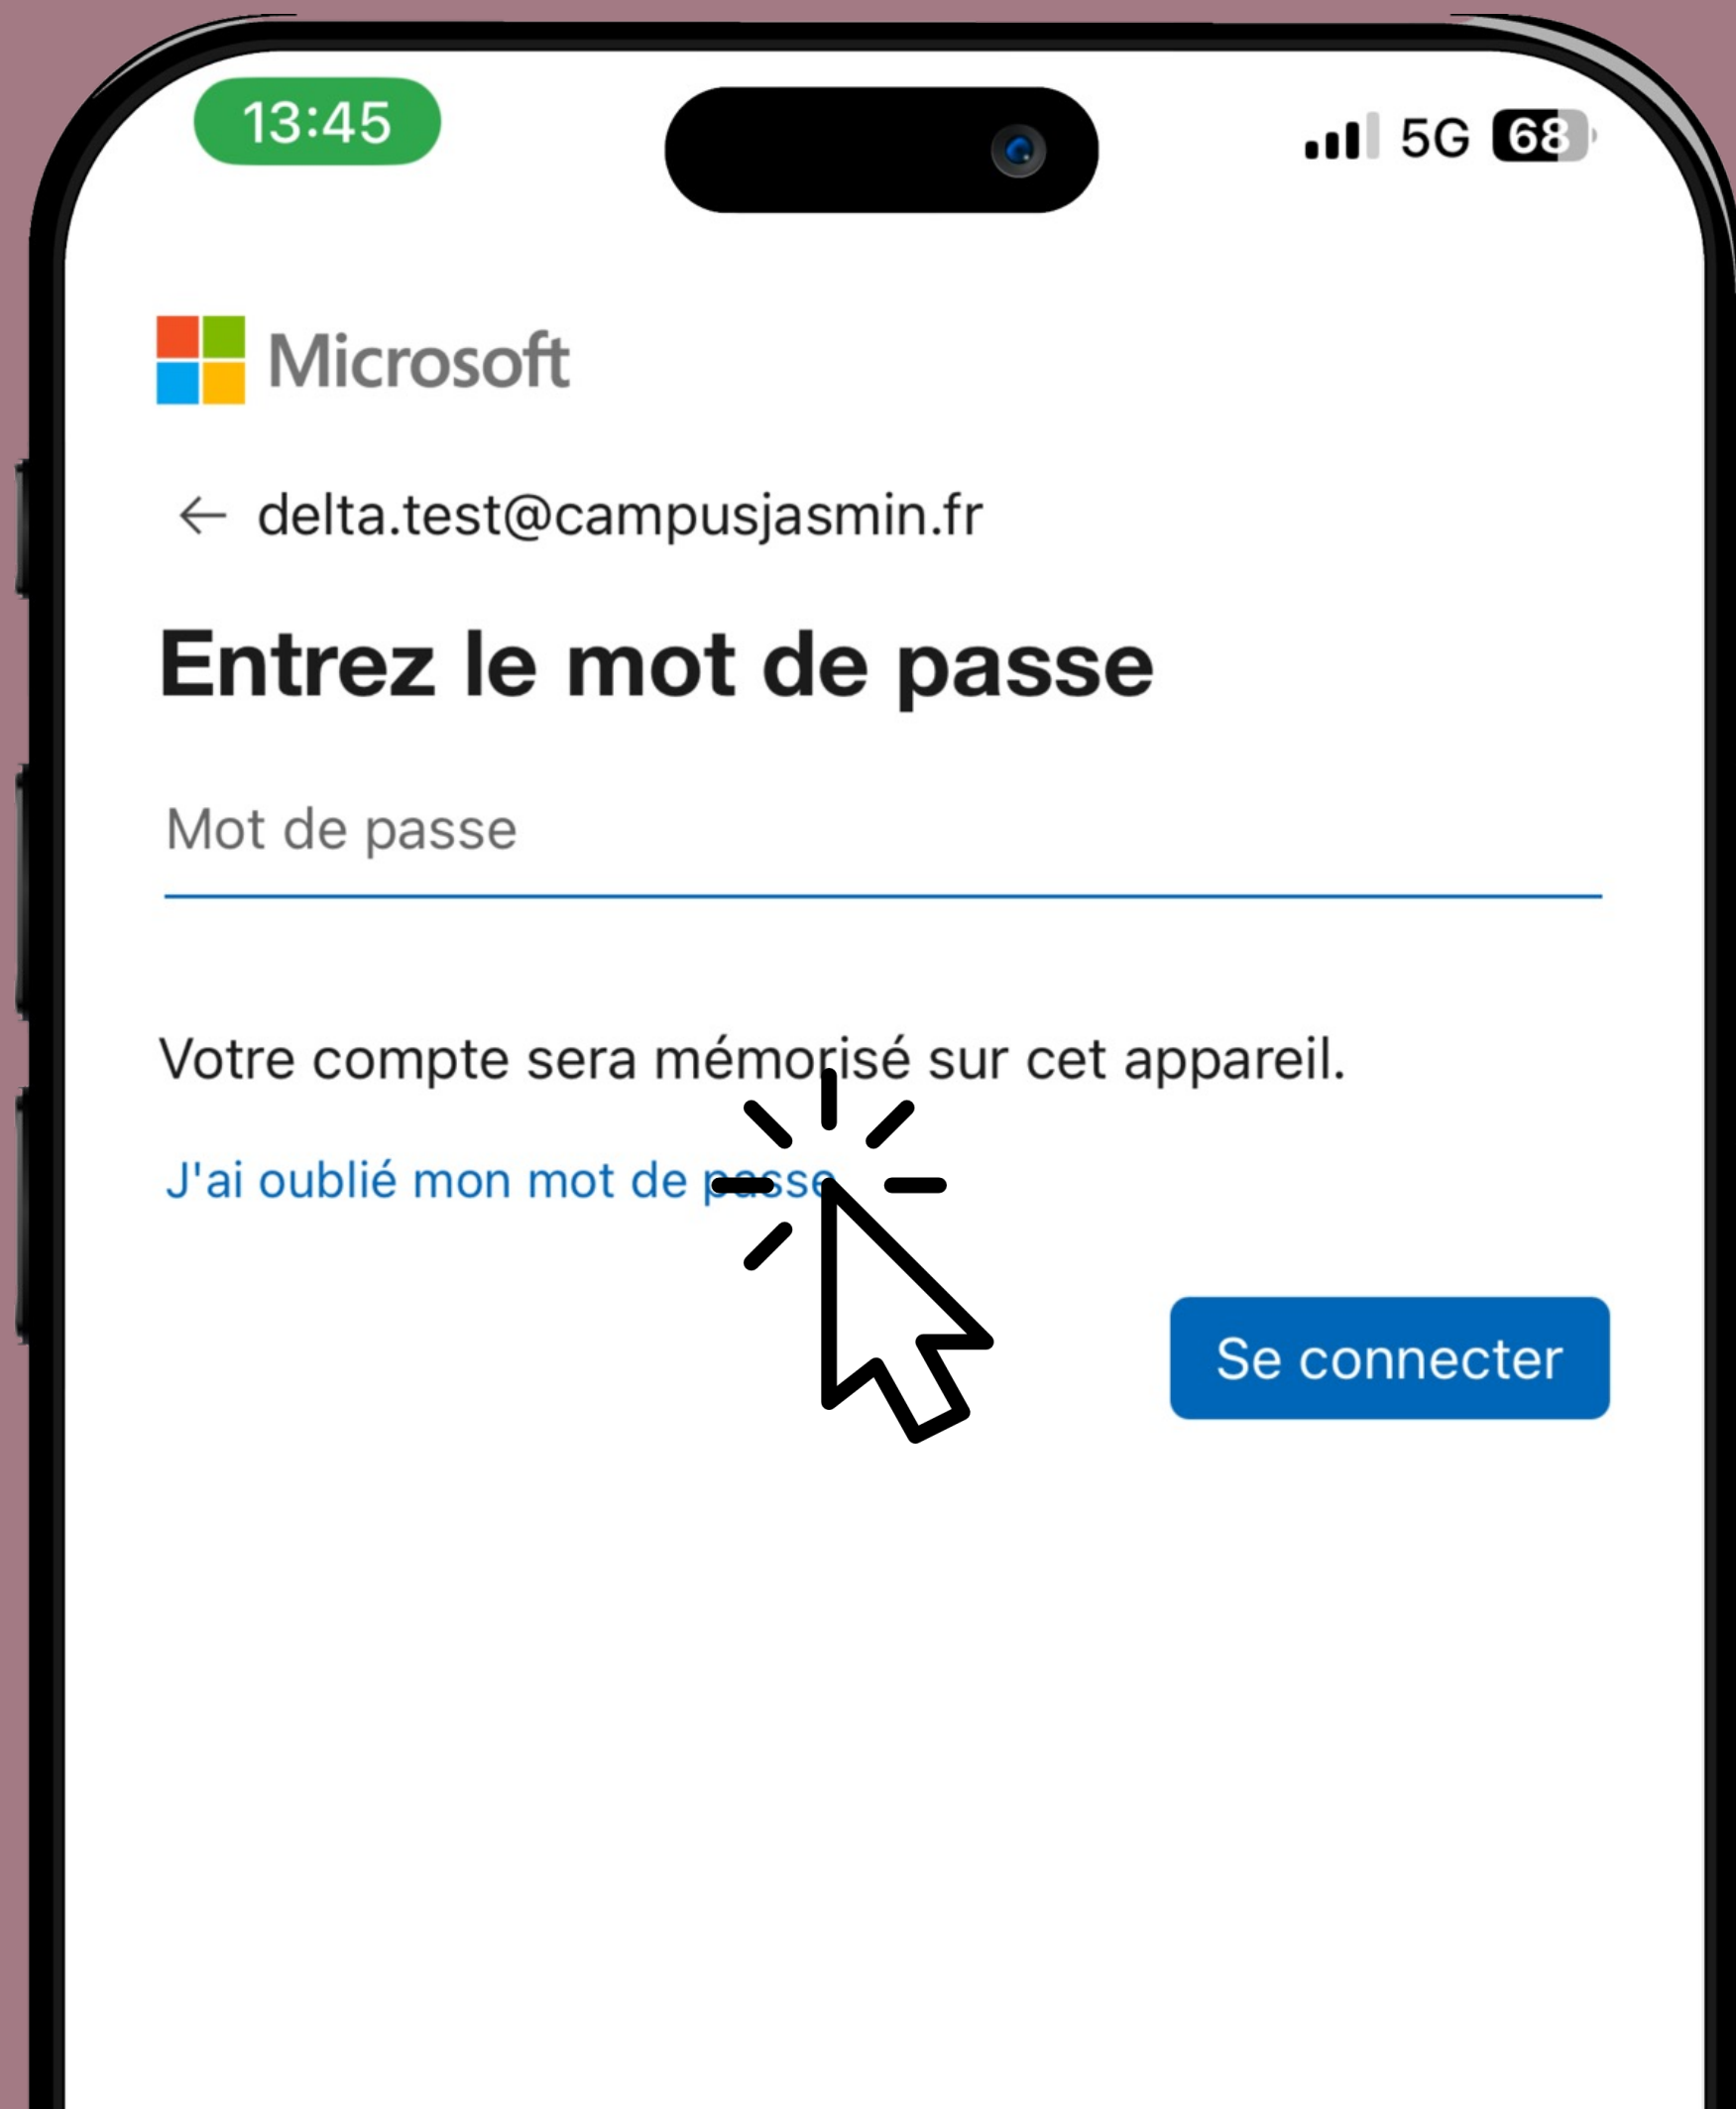 13:45
5G 68
Microsoft
← delta.test@campusjasmin.fr
Entrez le mot de passe
Mot de passe
Votre compte sera mémorisé sur cet appareil.
J'ai oublié mon mot de passe
Se connecter